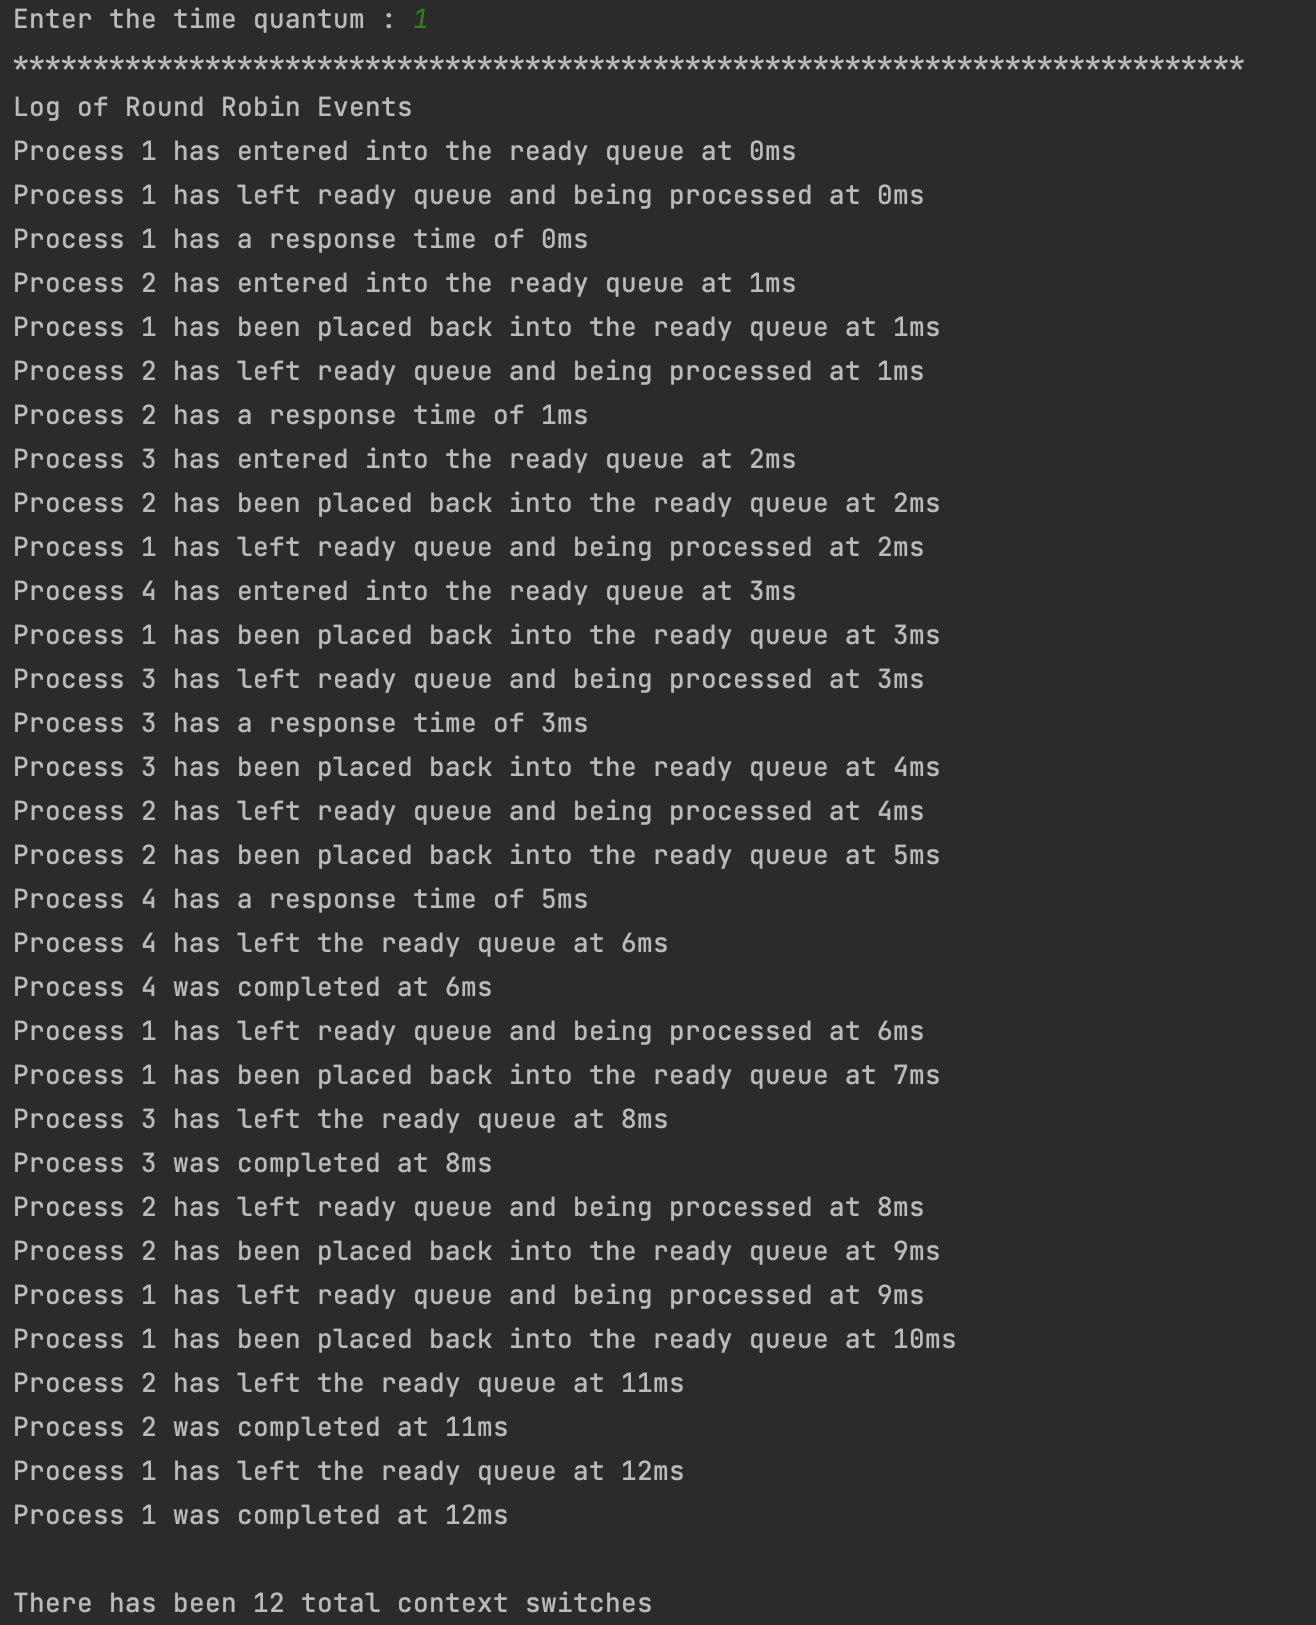 Enter the time quantum : 1
*****************************************************************************
Log of Round Robin Events
Process 1 has entered into the ready queue at 0ms
Process 1 has left ready queue and being processed at 0ms
Process 1 has a response time of 0ms
Process 2 has entered into the ready queue at 1ms
Process 1 has been placed back into the ready queue at 1ms
Process 2 has left ready queue and being processed at 1ms
Process 2 has a response time of 1ms
Process 3 has entered into the ready queue at 2ms
Process 2 has been placed back into the ready queue at 2ms
Process 1 has left ready queue and being processed at 2ms
Process 4 has entered into the ready queue at 3ms
Process 1 has been placed back into the ready queue at 3ms
Process 3 has left ready queue and being processed at 3ms
Process 3 has a response time of 3ms
Process 3 has been placed back into the ready queue at 4ms
Process 2 has left ready queue and being processed at 4ms
Process 2 has been placed back into the ready queue at 5ms
Process 4 has a response time of 5ms
Process 4 has left the ready queue at 6ms
Process 4 was completed at 6ms
Process 1 has left ready queue and being processed at 6ms
Process 1 has been placed back into the ready queue at 7ms
Process 3 has left the ready queue at 8ms
Process 3 was completed at 8ms
Process 2 has left ready queue and being processed at 8ms
Process 2 has been placed back into the ready queue at 9ms
Process 1 has left ready queue and being processed at 9ms
Process 1 has been placed back into the ready queue at 10ms
Process 2 has left the ready queue at 11ms
Process 2 was completed at 11ms
Process 1 has left the ready queue at 12ms
Process 1 was completed at 12ms
There has been 12 total context switches